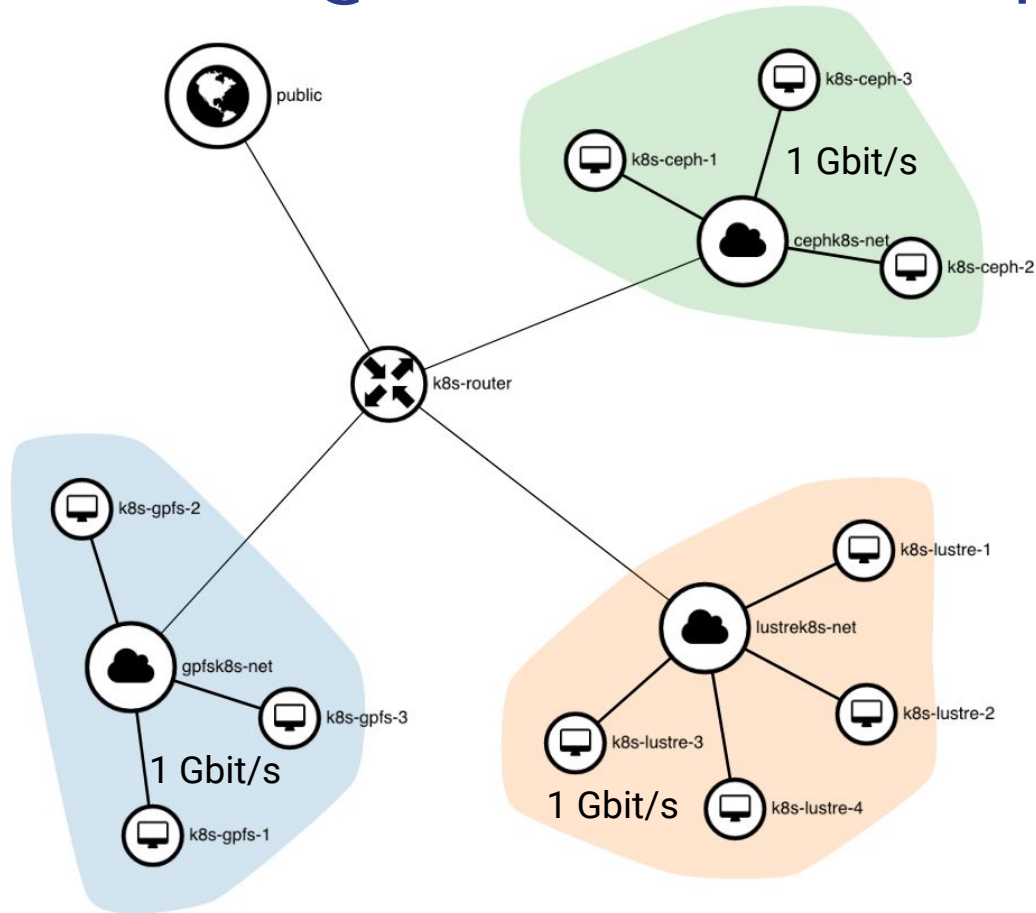 public
k8s-ceph-3
k8s-ceph-1
1 Gbit/s
cephk8s-net
k8s-ceph-2
k8s-router
k8s-gpfs-2
gpfsk8s-net
k8s-gpfs-3
1 Gbit/s
k8s-gpfs-1
k8s-lustre-1
lustrek8s-net
k8s-lustre-2
k8s-lustre-3
1 Gbit/s
k8s-lustre-4